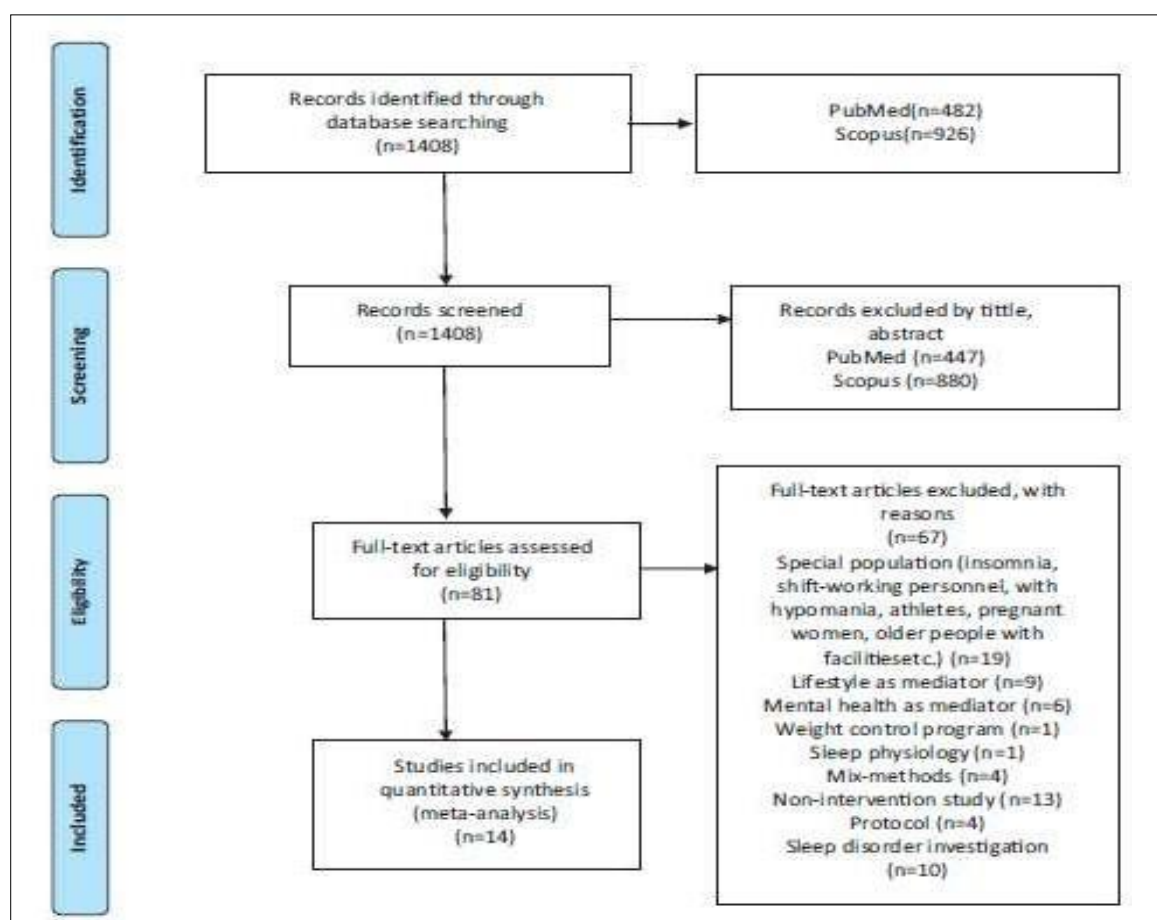 Identification
Records identified through
database searching
(n=1408)
PubMed(n=482)
Scopus(n=926)
Screening
Records screened
(n=1408)
Records excluded by tittle,
abstract
PubMed (n=447)
Scopus (n=880)
Eligibility
Full-text articles assessed
for eligibility
(n=81)
Full-text articles excluded, with
reasons
(n=67)
Special population (insomnia,
shift-working personnel, with
hypomania, athletes, pregnant
women, older people with
facilitiesetc.) (n=19)
Lifestyle as mediator (n=9)
Mental health as mediator (n=6)
Weight control program (n=1)
Sleep physiology (n=1)
Mix-methods (n=4)
Non-intervention study (n=13)
Protocol (n=4)
Sleep disorder investigation
(n=10)
Included
Studies included in
quantitative synthesis
(meta-analysis)
(n=14)